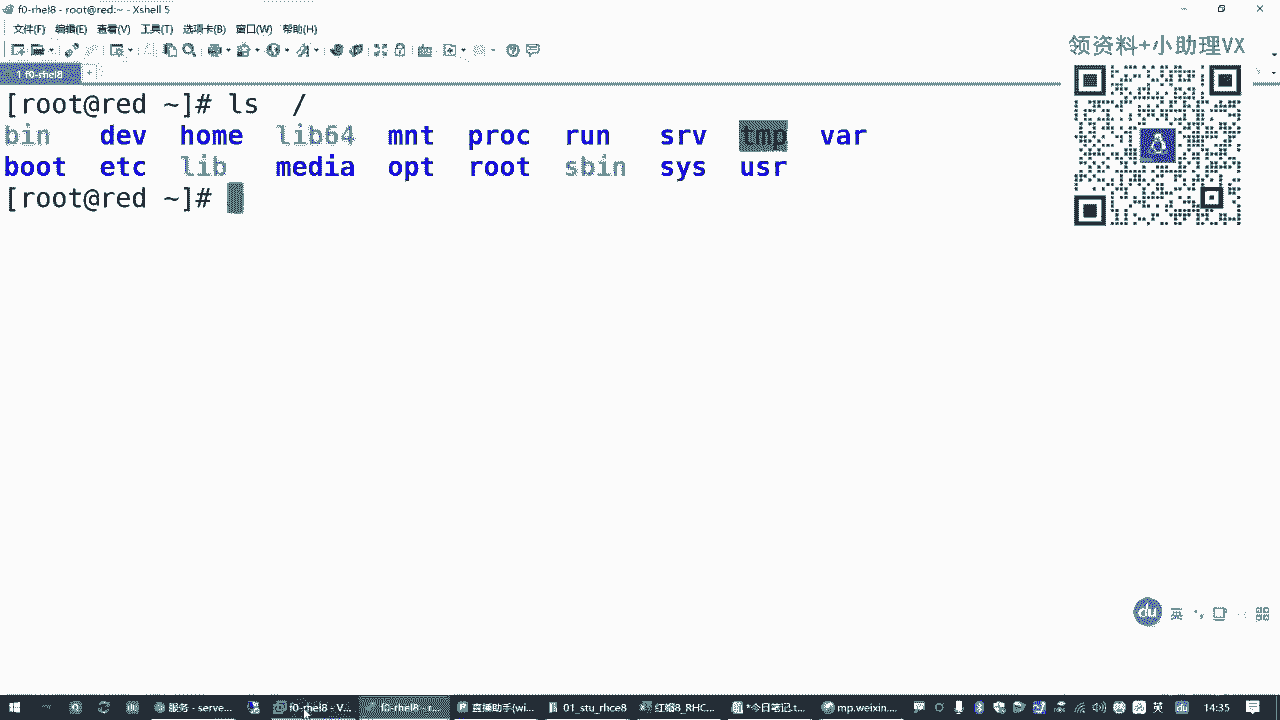 f0-rhel8 - root@red:~ - Xshell 5
文件(F) 编辑(E) 查看(V) 工具(T) 选项卡(B) 窗口(W) 帮助(H)
领资料+小助理VX
1 f0-rhel8
[root@red ~]# ls  /
bin   dev  home  lib64  mnt  proc  run  srv  tmp  var
boot  etc  lib   media  opt  root  sbin  sys  usr
[root@red ~]#
du 英
服务 - serve... f0-rhel8 - V... f0-rhel8 - r... 直播助手(wi... 01_stu_rhce8 红帽8_RHC... *今日笔记.t... mp.weixin.... 英 du 14:35